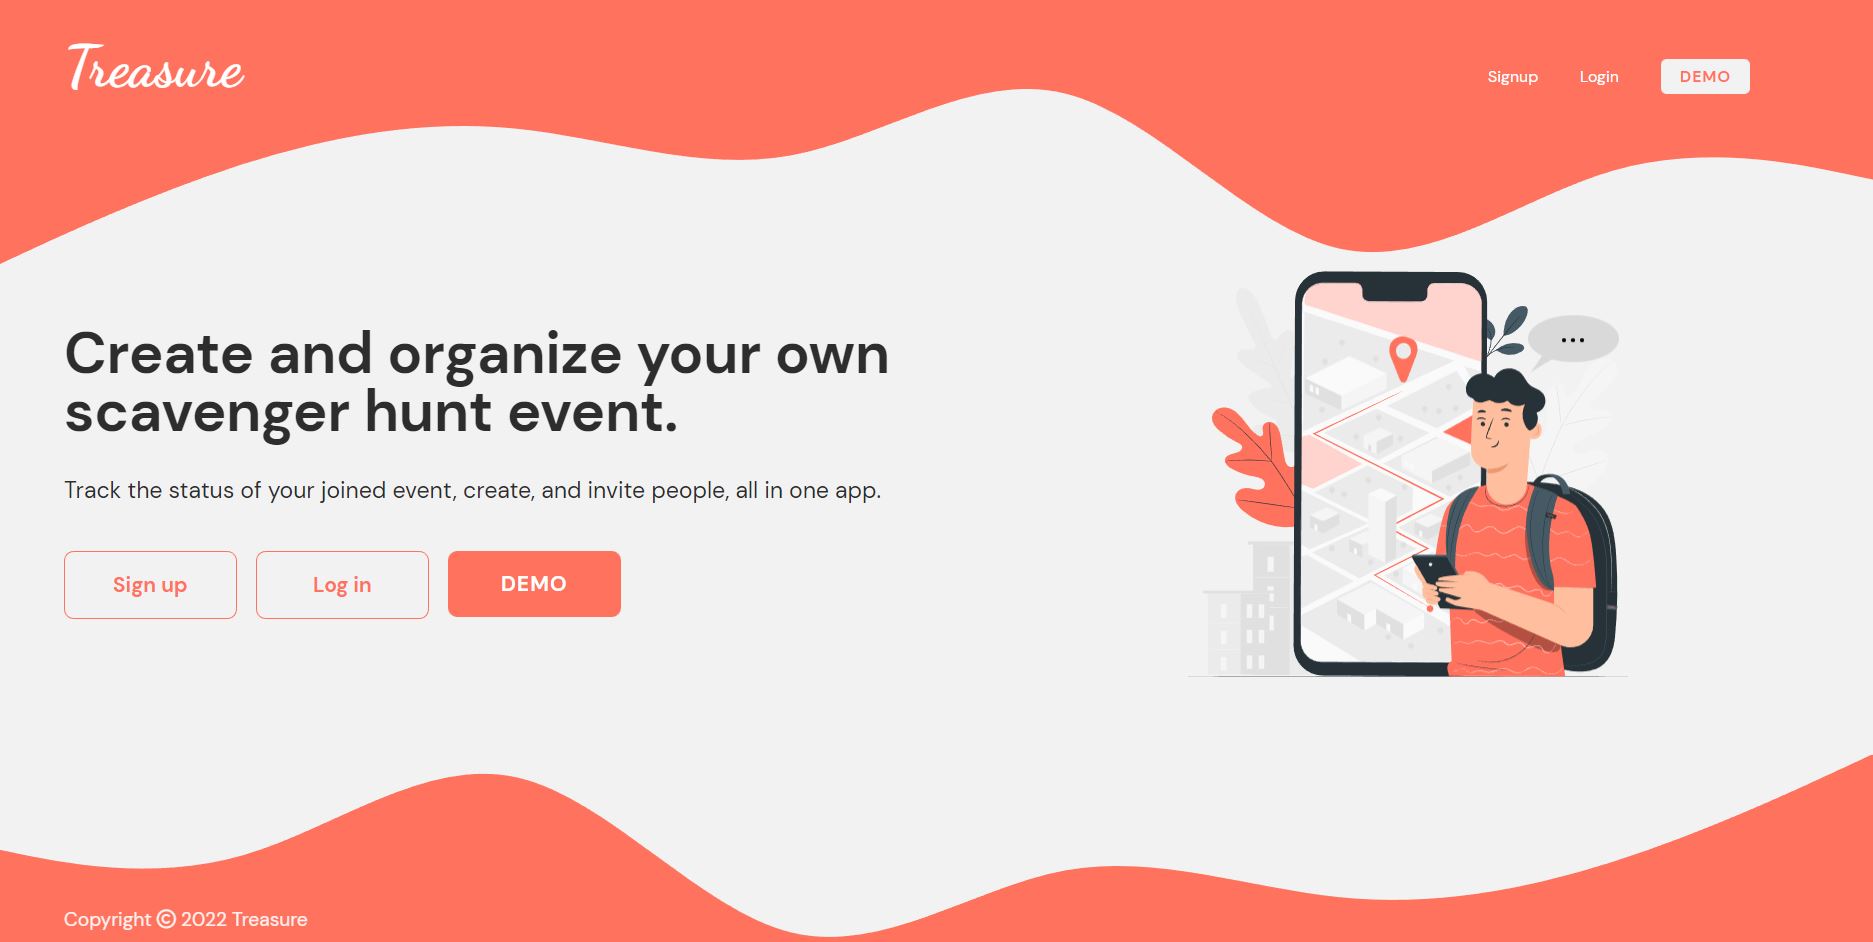 Treasure
Signup
Login
DEMO
Create and organize your own
scavenger hunt event.
Track the status of your joined event, create, and invite people, all in one app.
Sign up
Log in
DEMO
Copyright © 2022 Treasure